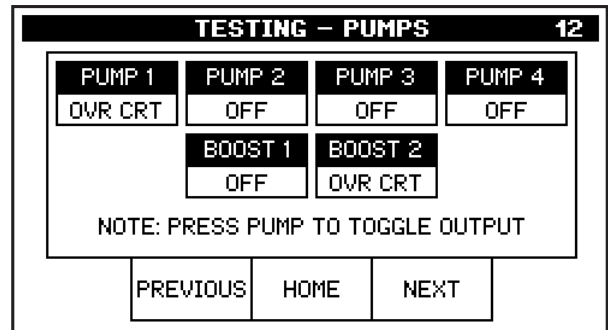 TESTING – PUMPS 12
PUMP 1 PUMP 2 PUMP 3 PUMP 4
OVR CRT OFF OFF OFF
BOOST 1 BOOST 2
OFF OVR CRT
NOTE: PRESS PUMP TO TOGGLE OUTPUT
PREVIOUS HOME NEXT